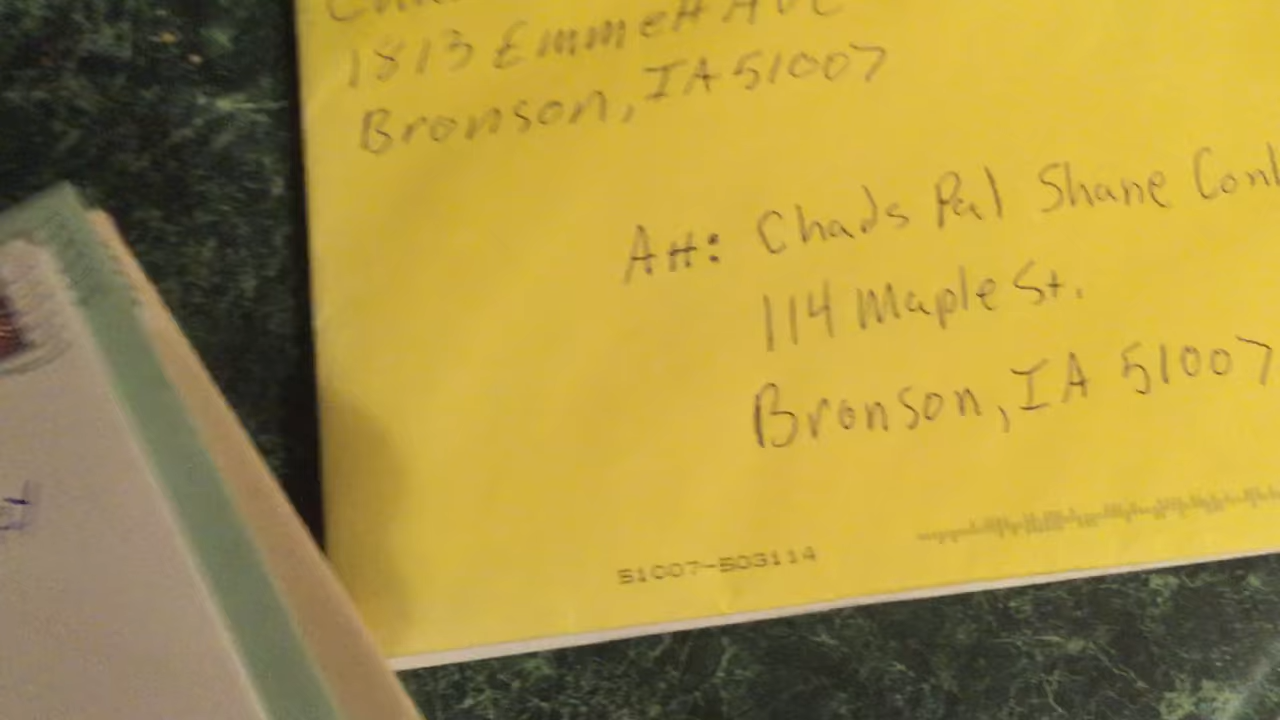 1813 Emmett Ave
Bronson, IA 51007
Att: Chads Pal Shane
114 Maple St.
Bronson, IA 51007
51007-503114